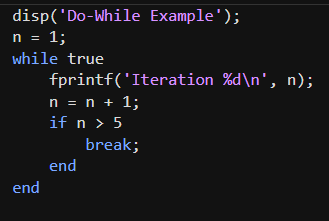 disp('Do-While Example');
n = 1;
while true
    fprintf('Iteration %d\n', n);
    n = n + 1;
    if n > 5
        break;
    end
end